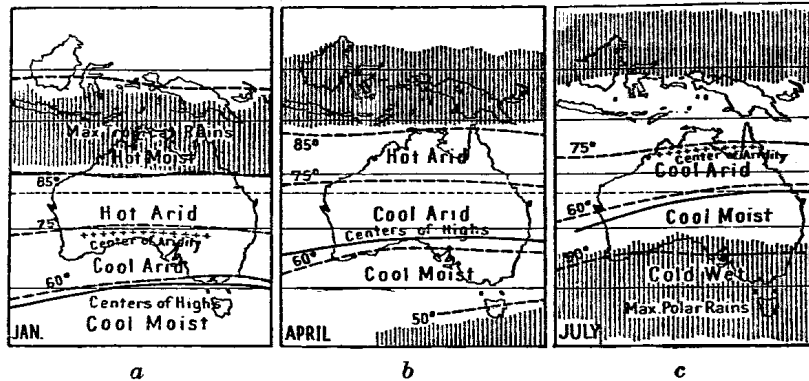 Max. Tropical Rains
Hot Moist
85°
75°
Hot Arid
Center of Aridity
Cool Arid
60°
Centers of Highs
Cool Moist
JAN.
a
85°
Hot Arid
75°
Cool Arid
Centers of Highs
60°
Cool Moist
50°
APRIL
b
75°
Center of Aridity
Cool Arid
60°
Cool Moist
Cold Wet
Max. Polar Rains
JULY
c